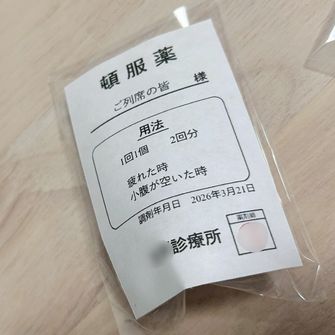 頓服薬
ご列席の皆 様
用法
1回1個 2回分
疲れた時
小腹が空いた時
調剤年月日 2026年3月21日
診療所
薬剤師